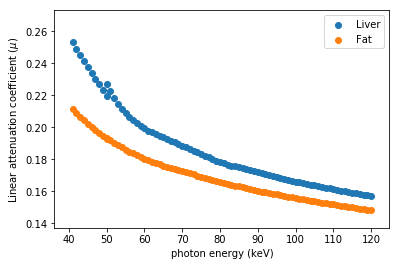 Linear attenuation coefficient (μ)
0.26
0.24
0.22
0.20
0.18
0.16
0.14
Liver
Fat
40 50 60 70 80 90 100 110 120
photon energy (keV)